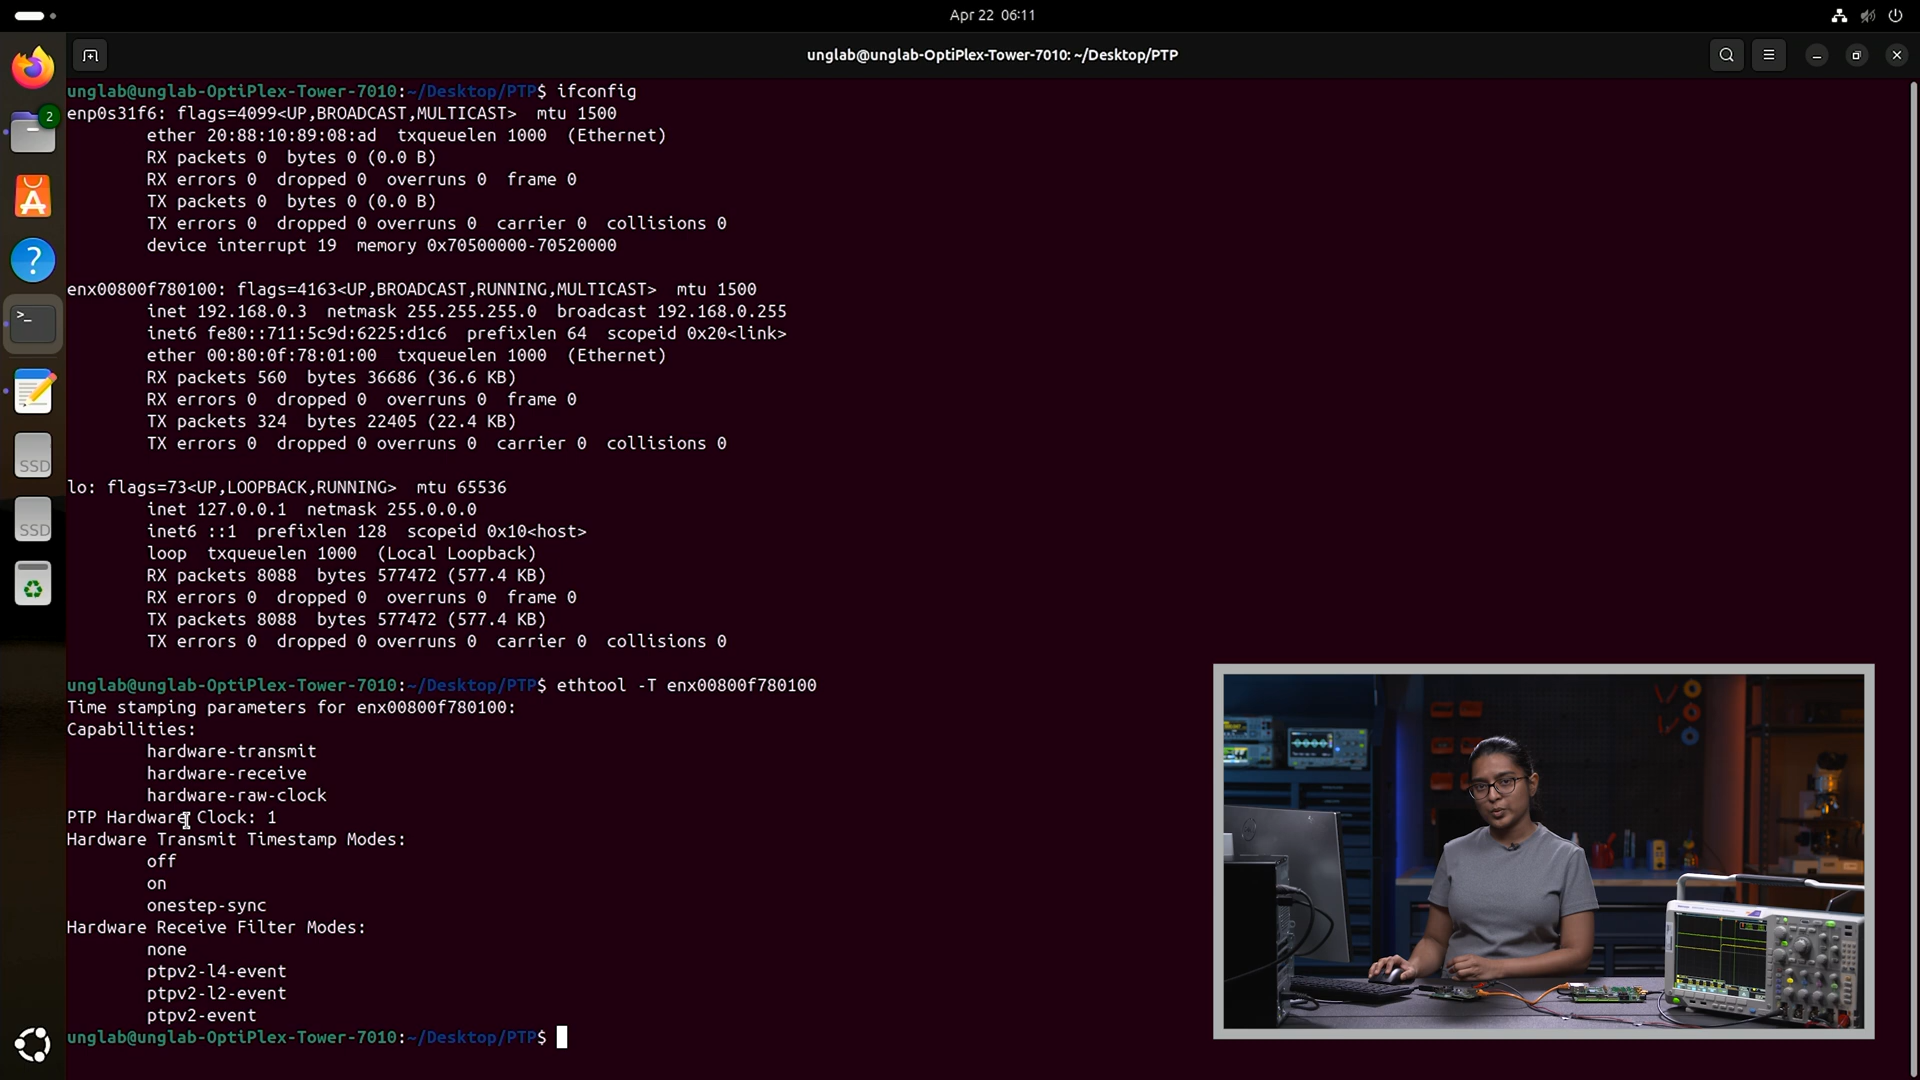 Apr 22 06:11
unglab@unglab-OptiPlex-Tower-7010: ~/Desktop/PTP
2
SSD
SSD
unglab@unglab-OptiPlex-Tower-7010:~/Desktop/PTP$ ifconfig
enp0s31f6: flags=4099<UP,BROADCAST,MULTICAST>  mtu 1500
        ether 20:88:10:89:08:ad  txqueuelen 1000  (Ethernet)
        RX packets 0  bytes 0 (0.0 B)
        RX errors 0  dropped 0  overruns 0  frame 0
        TX packets 0  bytes 0 (0.0 B)
        TX errors 0  dropped 0 overruns 0  carrier 0  collisions 0
        device interrupt 19  memory 0x70500000-70520000
enx00800f780100: flags=4163<UP,BROADCAST,RUNNING,MULTICAST>  mtu 1500
        inet 192.168.0.3  netmask 255.255.255.0  broadcast 192.168.0.255
        inet6 fe80::711:5c9d:6225:d1c6  prefixlen 64  scopeid 0x20<link>
        ether 00:80:0f:78:01:00  txqueuelen 1000  (Ethernet)
        RX packets 560  bytes 36686 (36.6 KB)
        RX errors 0  dropped 0  overruns 0  frame 0
        TX packets 324  bytes 22405 (22.4 KB)
        TX errors 0  dropped 0 overruns 0  carrier 0  collisions 0
lo: flags=73<UP,LOOPBACK,RUNNING>  mtu 65536
        inet 127.0.0.1  netmask 255.0.0.0
        inet6 ::1  prefixlen 128  scopeid 0x10<host>
        loop  txqueuelen 1000  (Local Loopback)
        RX packets 8088  bytes 577472 (577.4 KB)
        RX errors 0  dropped 0  overruns 0  frame 0
        TX packets 8088  bytes 577472 (577.4 KB)
        TX errors 0  dropped 0 overruns 0  carrier 0  collisions 0
unglab@unglab-OptiPlex-Tower-7010:~/Desktop/PTP$ ethtool -T enx00800f780100
Time stamping parameters for enx00800f780100:
Capabilities:
        hardware-transmit
        hardware-receive
        hardware-raw-clock
PTP Hardware Clock: 1
Hardware Transmit Timestamp Modes:
        off
        on
        onestep-sync
Hardware Receive Filter Modes:
        none
        ptpv2-l4-event
        ptpv2-l2-event
        ptpv2-event
unglab@unglab-OptiPlex-Tower-7010:~/Desktop/PTP$